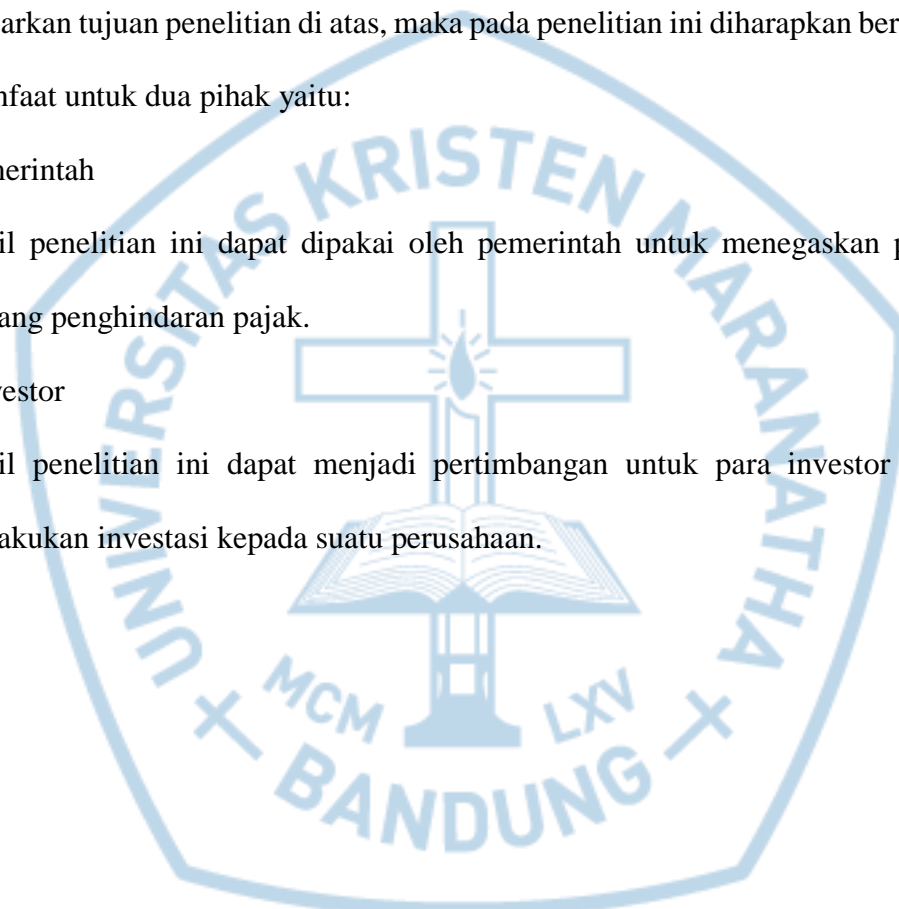 arkan tujuan penelitian di atas, maka pada penelitian ini diharapkan ber
nfaat untuk dua pihak yaitu:
merintah
il penelitian ini dapat dipakai oleh pemerintah untuk menegaskan p
ang penghindaran pajak.
vestor
il penelitian ini dapat menjadi pertimbangan untuk para investor
akukan investasi kepada suatu perusahaan.
UNIVERSITAS KRISTEN MARANATHA
MCM LXV
BANDUNG